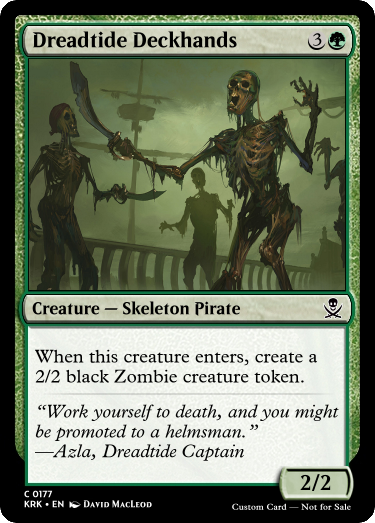 Dreadtide Deckhands 3
Creature — Skeleton Pirate
When this creature enters, create a
2/2 black Zombie creature token.
“Work yourself to death, and you might
be promoted to a helmsman.”
—Azla, Dreadtide Captain
2/2
C 0177
KRK • EN David MacLeod
Custom Card — Not for Sale